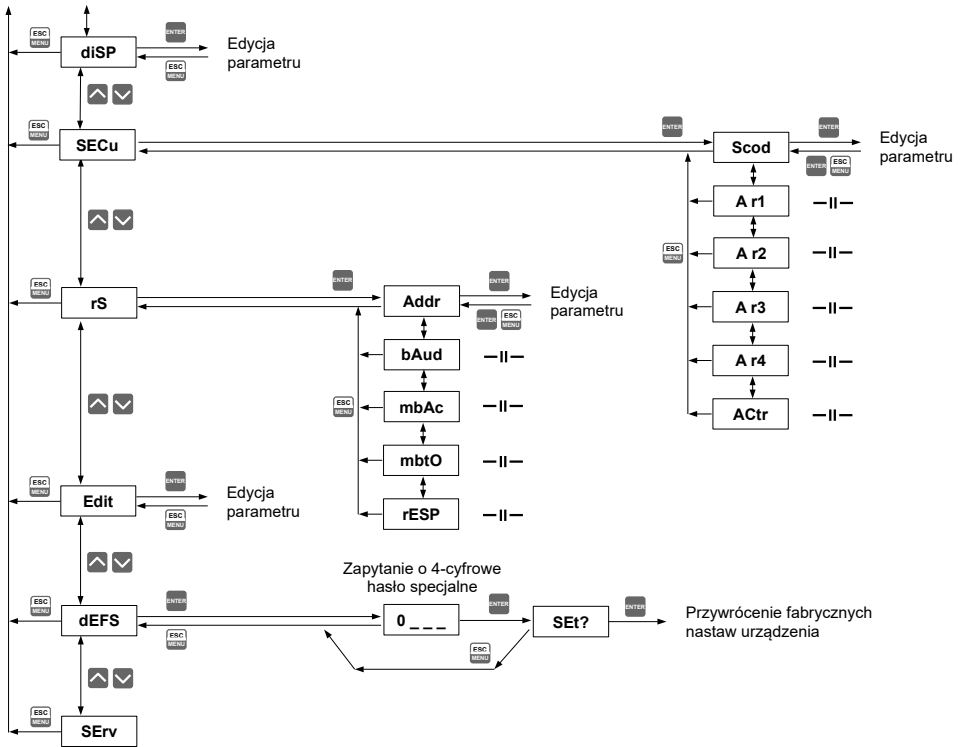 ESC
MENU
diSP
ENTER
ESC
MENU
Edycja
parametru
ESC
MENU
SECu
ENTER
Scod
ENTER
ENTER
ESC
MENU
Edycja
parametru
A r1
—II—
ESC
MENU
A r2
—II—
A r3
—II—
A r4
—II—
ACtr
—II—
ESC
MENU
rS
ENTER
Addr
ENTER
ENTER
ESC
MENU
Edycja
parametru
bAud
—II—
ESC
MENU
mbAc
—II—
mbtO
—II—
rESP
—II—
ESC
MENU
Edit
ENTER
ESC
MENU
Edycja
parametru
Zapytanie o 4-cyfrowe
hasło specjalne
ESC
MENU
dEFS
ENTER
ESC
MENU
0 _ _ _
ENTER
ESC
MENU
SEt?
ENTER
Przywrócenie fabrycznych
nastaw urządzenia
ESC
MENU
SErv